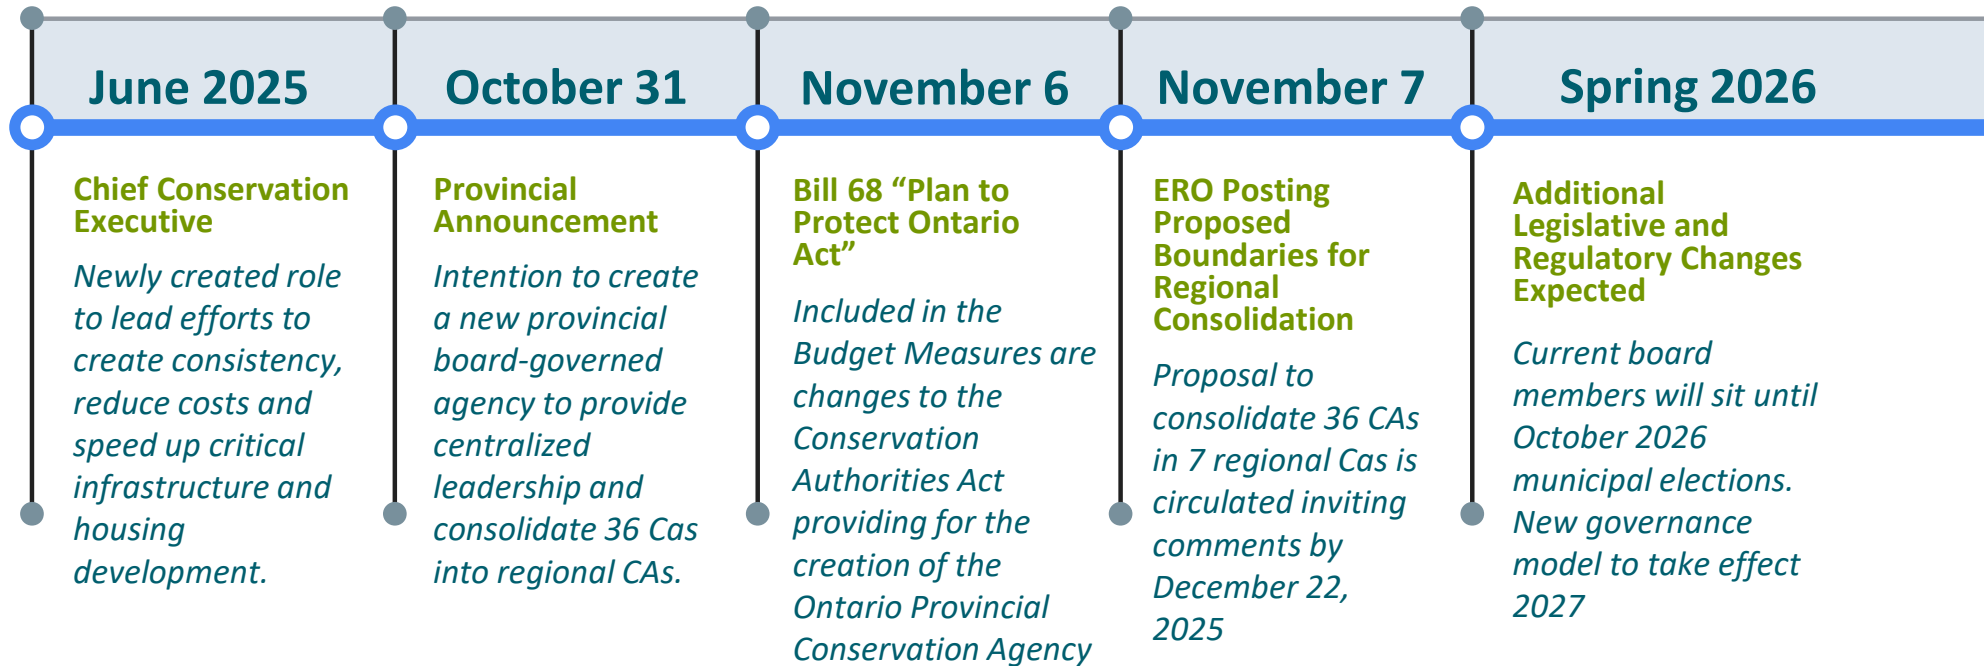 June 2025
Chief Conservation
Executive
Newly created role
to lead efforts to
create consistency,
reduce costs and
speed up critical
infrastructure and
housing
development.
October 31
Provincial
Announcement
Intention to create
a new provincial
board-governed
agency to provide
centralized
leadership and
consolidate 36 Cas
into regional CAs.
November 6
Bill 68 “Plan to
Protect Ontario
Act”
Included in the
Budget Measures are
changes to the
Conservation
Authorities Act
providing for the
creation of the
Ontario Provincial
Conservation Agency
November 7
ERO Posting
Proposed
Boundaries for
Regional
Consolidation
Proposal to
consolidate 36 CAs
in 7 regional Cas is
circulated inviting
comments by
December 22,
2025
Spring 2026
Additional
Legislative and
Regulatory Changes
Expected
Current board
members will sit until
October 2026
municipal elections.
New governance
model to take effect
2027